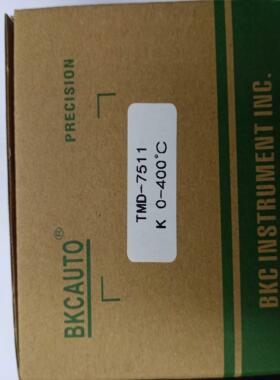 PRECISION
BKCAUTO®
TMD-7511
K 0-400°C
BKC INSTRUMENT INC.